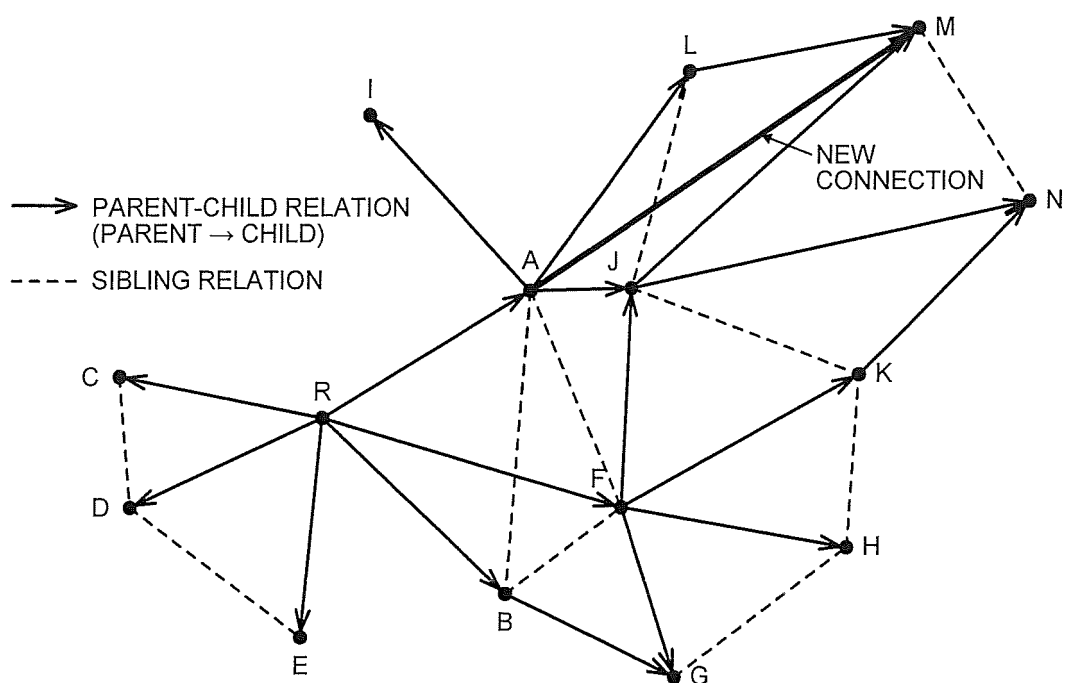 M
L
I
NEW
CONNECTION
N
PARENT-CHILD RELATION
(PARENT → CHILD)
A
J
SIBLING RELATION
C
R
K
D
F
H
B
E
G